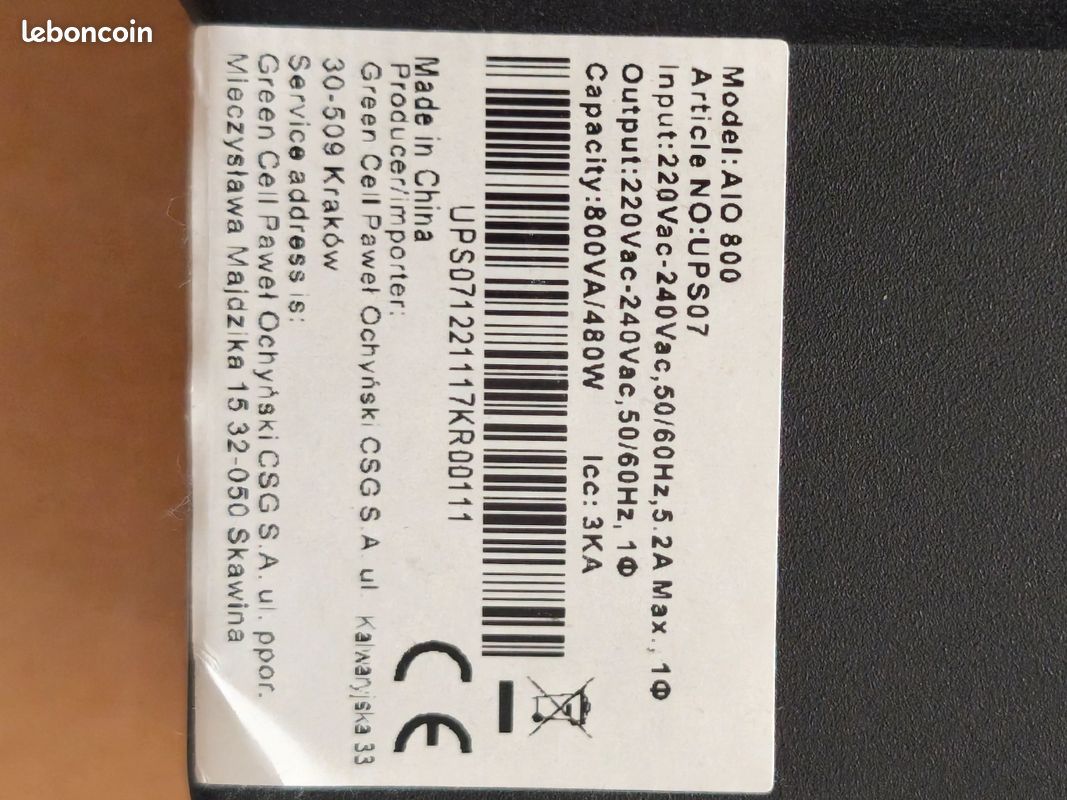 leboncoin
Model:AIO 800
Article NO:UPS07
Input:220Vac-240Vac,50/60Hz,5.2A Max., 1Φ
Output:220Vac-240Vac,50/60Hz, 1Φ
Capacity:800VA/480W Icc: 3KA
UPS071221117KR00111
Made in China
Producer/importer:
Green Cell Paweł Ochyński CSG S.A. ul. Kalwaryjska 33
30-509 Kraków
Service address is:
Green Cell Paweł Ochyński CSG S.A. ul. ppor.
Mieczysława Majdzika 15 32-050 Skawina
CE